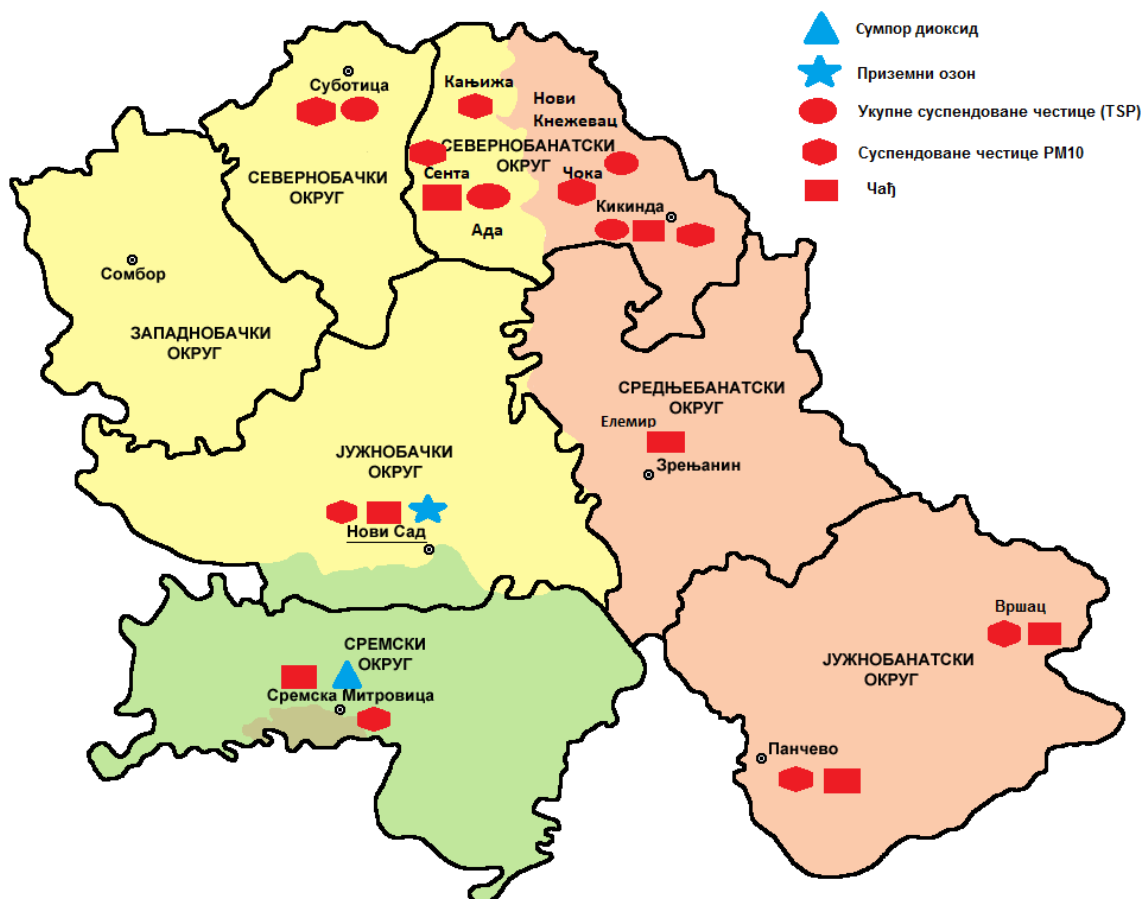 Сумпор диоксид
Приземни озон
Укупне суспендоване честице (TSP)
Суспендоване честице PM10
Чађ
Суботица
Кањижа
Нови
Кнежевац
СЕВЕРНОБАНАТСКИ
ОКРУГ
СЕВЕРНОБАЧКИ
ОКРУГ
Сента
Чока
Кикинда
Ада
Сомбор
ЗАПАДНОБАЧКИ
ОКРУГ
СРЕДЊЕБАНАТСКИ
ОКРУГ
Елемир
Зрењанин
ЈУЖНОБАЧКИ
ОКРУГ
Нови Сад
Вршац
СРЕМСКИ
ОКРУГ
Сремска Митровица
ЈУЖНОБАНАТСКИ
ОКРУГ
Панчево